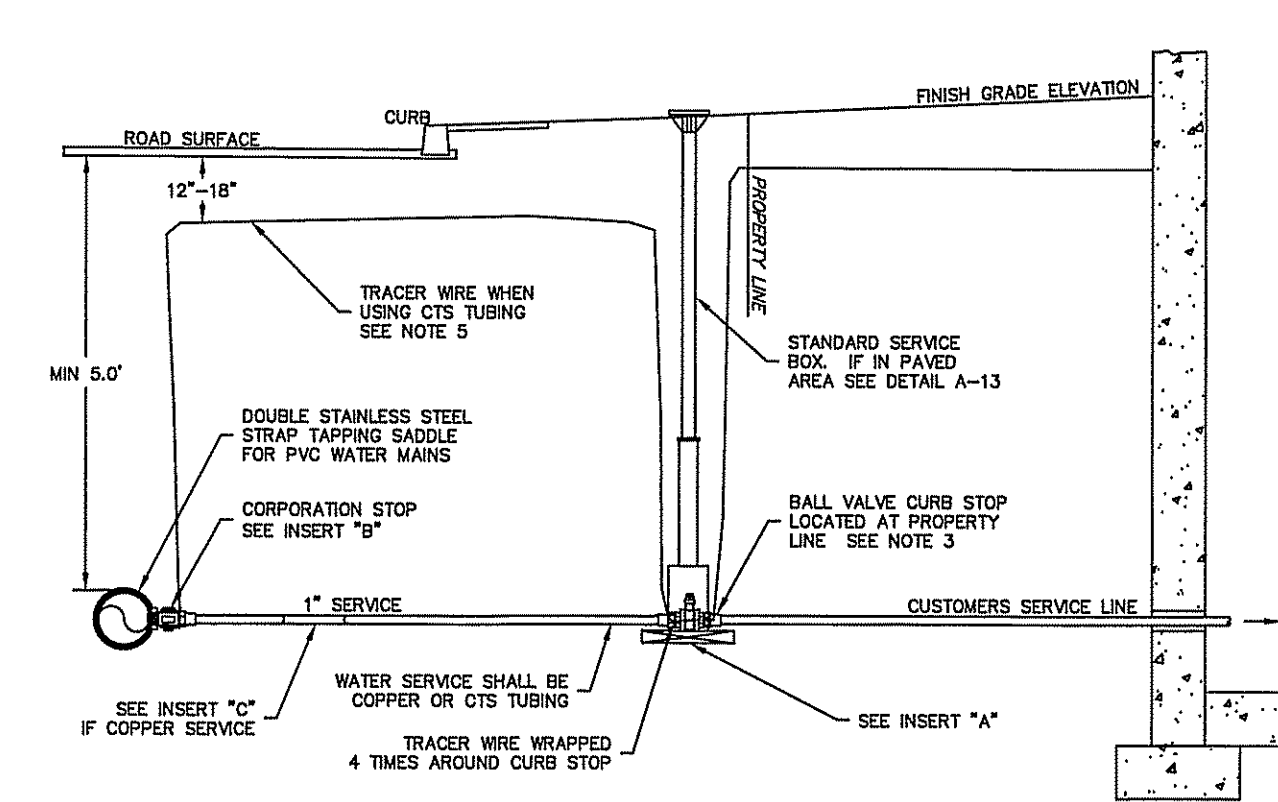 FINISH GRADE ELEVATION
CURB
ROAD SURFACE
12"-18"
PROPERTY LINE
TRACER WIRE WHEN
USING CTS TUBING
SEE NOTE 5
STANDARD SERVICE
BOX. IF IN PAVED
AREA SEE DETAIL A-13
MIN 5.0'
DOUBLE STAINLESS STEEL
STRAP TAPPING SADDLE
FOR PVC WATER MAINS
CORPORATION STOP
SEE INSERT "B"
BALL VALVE CURB STOP
LOCATED AT PROPERTY
LINE SEE NOTE 3
1" SERVICE
CUSTOMERS SERVICE LINE
WATER SERVICE SHALL BE
COPPER OR CTS TUBING
SEE INSERT "C"
IF COPPER SERVICE
SEE INSERT "A"
TRACER WIRE WRAPPED
4 TIMES AROUND CURB STOP